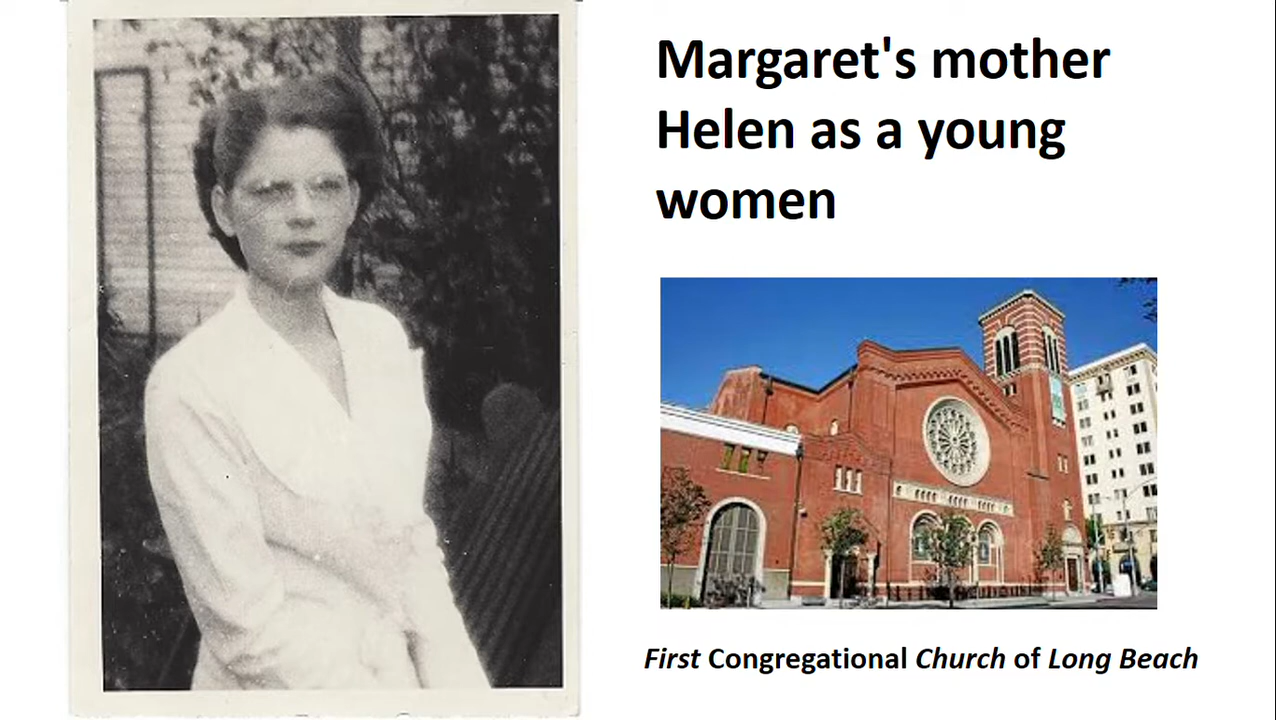 Margaret's mother
Helen as a young
women
First Congregational Church of Long Beach